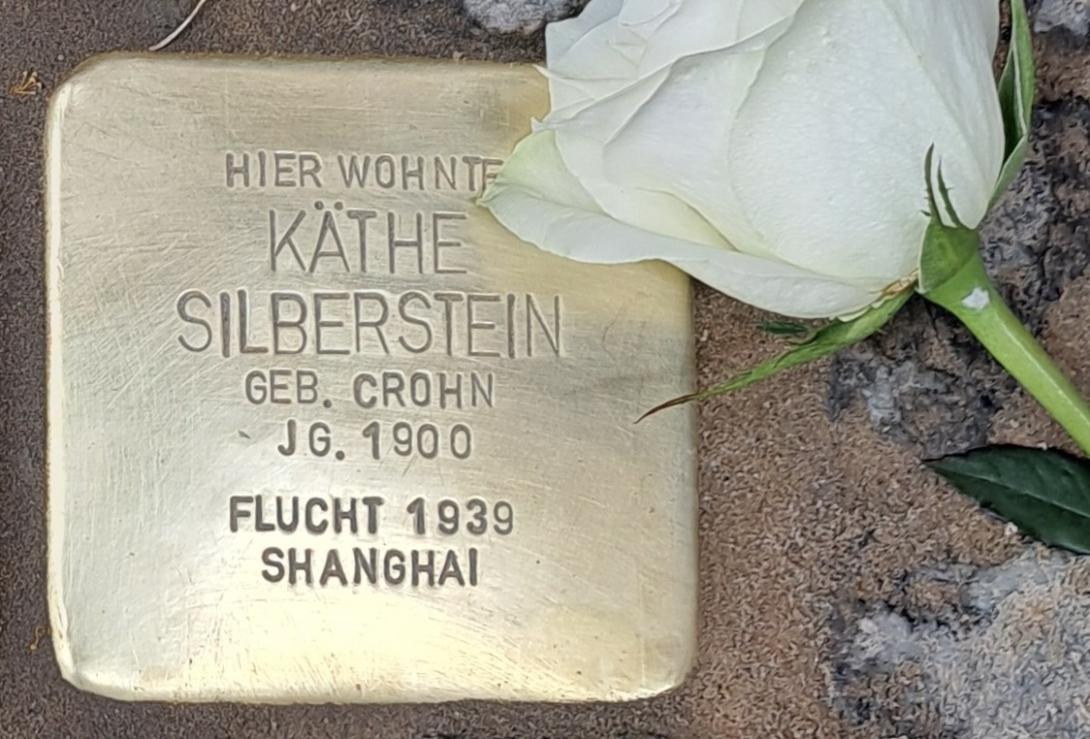 HIER WOHNTE
KÄTHE
SILBERSTEIN
GEB. CROHN
JG. 1900
FLUCHT 1939
SHANGHAI